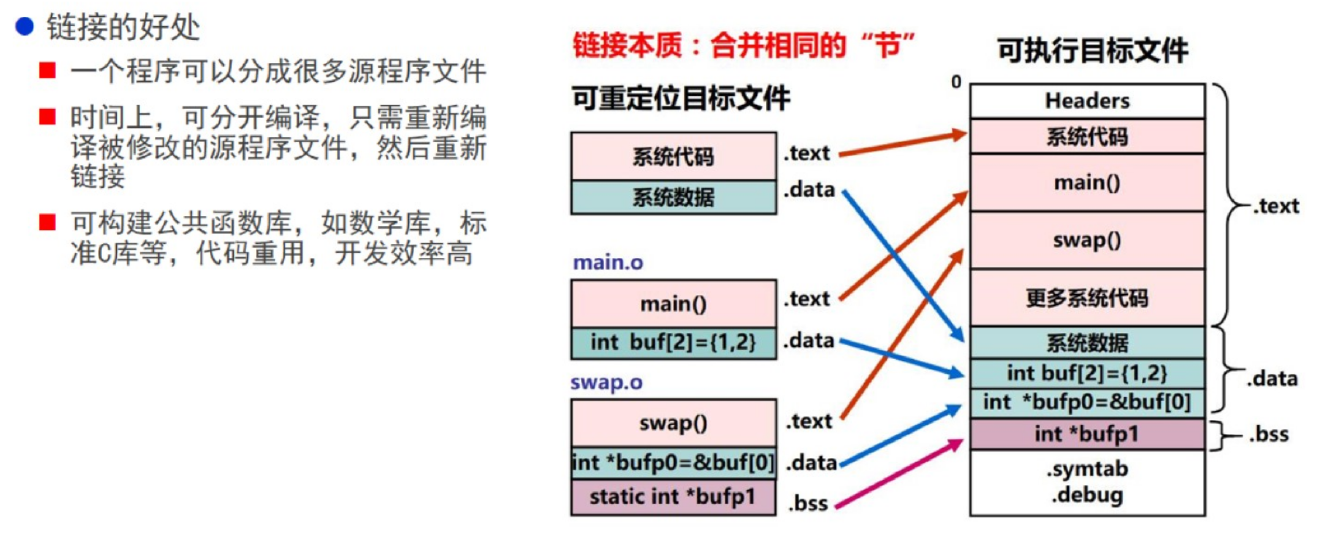 链接的好处
一个程序可以分成很多源程序文件
时间上，可分开编译，只需重新编
译被修改的源程序文件，然后重新
链接
可构建公共函数库，如数学库，标
准C库等，代码重用，开发效率高
链接本质：合并相同的“节”
可重定位目标文件
系统代码
.text
系统数据
.data
main.o
main()
.text
int buf[2]={1,2}
.data
swap.o
swap()
.text
int *bufp0=&buf[0]
.data
static int *bufp1
.bss
可执行目标文件
0
Headers
系统代码
main()
swap()
更多系统代码
.text
系统数据
int buf[2]={1,2}
int *bufp0=&buf[0]
.data
int *bufp1
.bss
.symtab
.debug